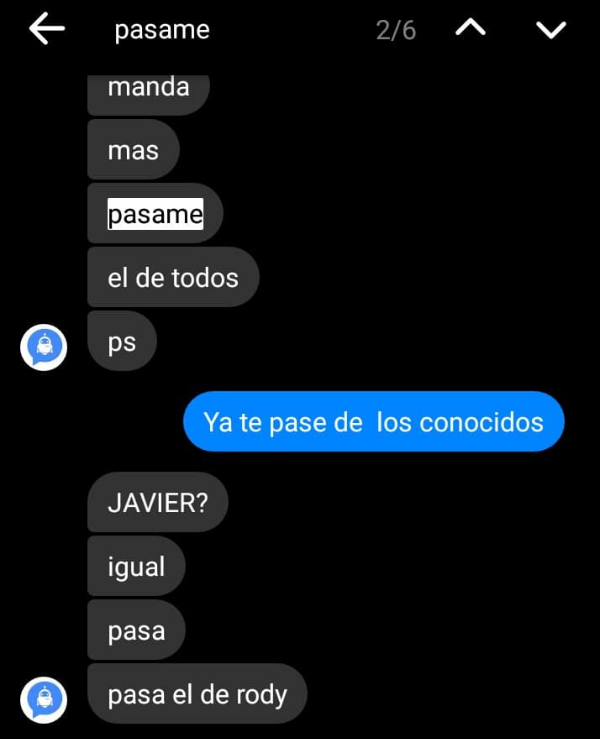 pasame 2/6
manda
mas
pasame
el de todos
ps
Ya te pase de  los conocidos
JAVIER?
igual
pasa
pasa el de rody